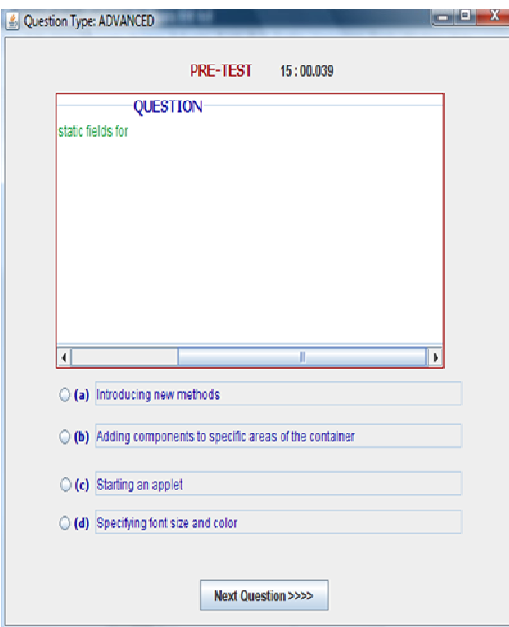 Question Type: ADVANCED
PRE-TEST 15 : 00.039
QUESTION
static fields for
(a) Introducing new methods
(b) Adding components to specific areas of the container
(c) Starting an applet
(d) Specifying font size and color
Next Question >>>>